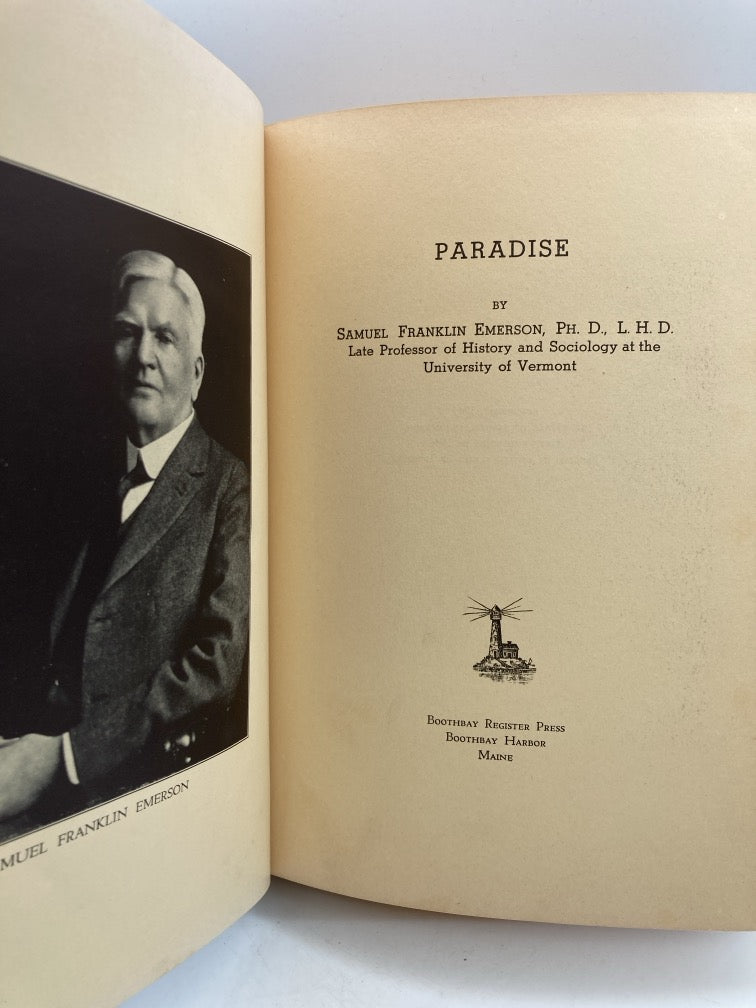 MUEL FRANKLIN EMERSON
PARADISE
BY
SAMUEL FRANKLIN EMERSON, PH. D., L. H. D.
Late Professor of History and Sociology at the
University of Vermont
BOOTHBAY REGISTER PRESS
BOOTHBAY HARBOR
MAINE